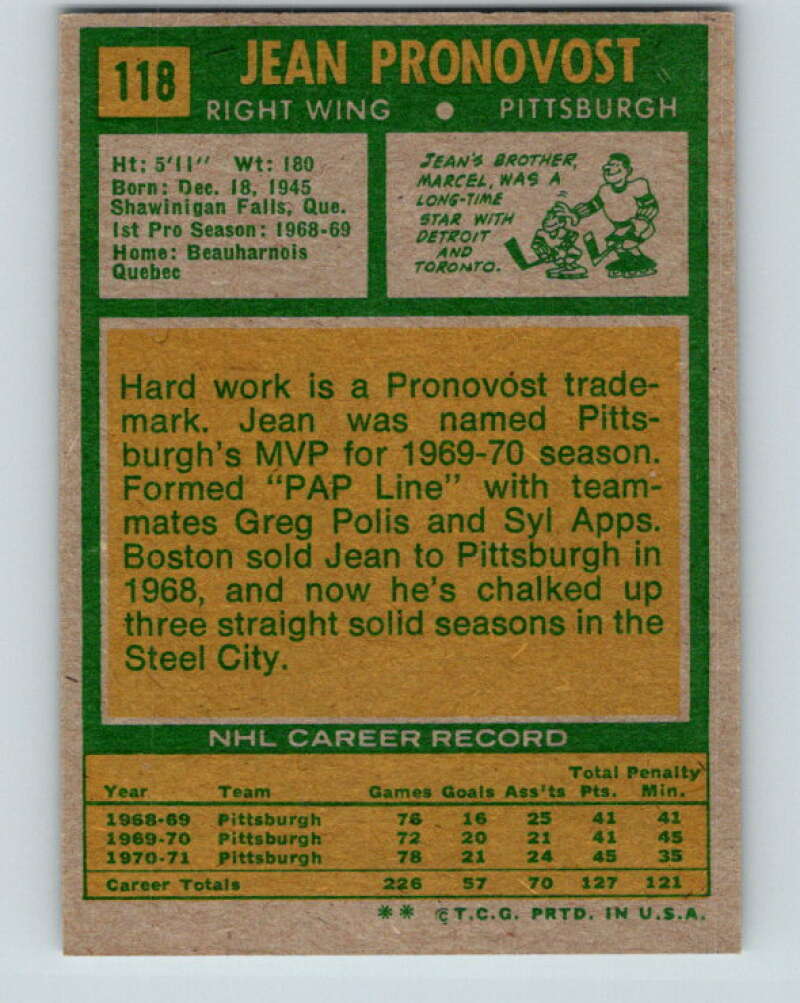 118
JEAN PRONOVOST
RIGHT WING • PITTSBURGH
Ht: 5'11'' Wt: 180
Born: Dec. 18, 1945
Shawinigan Falls, Que.
1st Pro Season: 1968-69
Home: Beauharnois
Quebec
JEAN'S BROTHER,
MARCEL, WAS A
LONG-TIME
STAR WITH
DETROIT
AND
TORONTO.
Hard work is a Pronovost trade-
mark. Jean was named Pitts-
burgh's MVP for 1969-70 season.
Formed "PAP Line" with team-
mates Greg Polis and Syl Apps.
Boston sold Jean to Pittsburgh in
1968, and now he's chalked up
three straight solid seasons in the
Steel City.
NHL CAREER RECORD
Total Penalty
Year Team Games Goals Ass'ts Pts. Min.
1968-69 Pittsburgh 76 16 25 41 41
1969-70 Pittsburgh 72 20 21 41 45
1970-71 Pittsburgh 78 21 24 45 35
Career Totals 226 57 70 127 121
** ©T.C.G. PRTD. IN U.S.A.